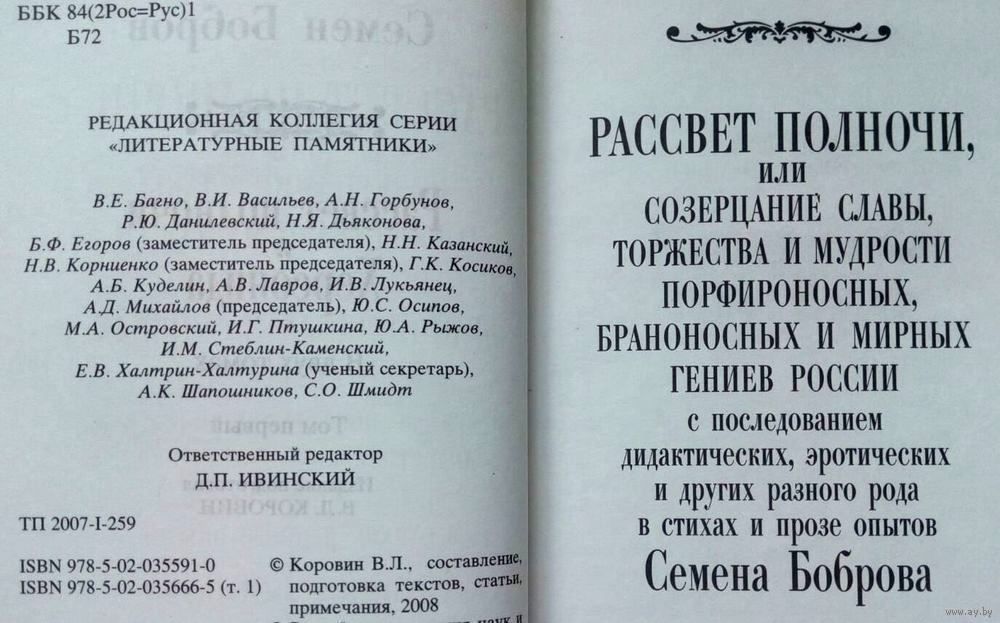 ББК 84(2Рос=Рус)1
Б72
РЕДАКЦИОННАЯ КОЛЛЕГИЯ СЕРИИ
«ЛИТЕРАТУРНЫЕ ПАМЯТНИКИ»
В.Е. Багно, В.И. Васильев, А.Н. Горбунов,
Р.Ю. Данилевский, Н.Я. Дьяконова,
Б.Ф. Егоров (заместитель председателя), Н.Н. Казанский,
Н.В. Корниенко (заместитель председателя), Г.К. Косиков,
А.Б. Куделин, А.В. Лавров, И.В. Лукьянец,
А.Д. Михайлов (председатель), Ю.С. Осипов,
М.А. Островский, И.Г. Птушкина, Ю.А. Рыжов,
И.М. Стеблин-Каменский,
Е.В. Халтрин-Халтурина (ученый секретарь),
А.К. Шапошников, С.О. Шмидт
Ответственный редактор
Д.П. ИВИНСКИЙ
ТП 2007-I-259
ISBN 978-5-02-035591-0
ISBN 978-5-02-035666-5 (т. 1)
© Коровин В.Л., составление,
подготовка текстов, статьи,
примечания, 2008
наук и
РАССВЕТ ПОЛНОЧИ,
ИЛИ
СОЗЕРЦАНИЕ СЛАВЫ,
ТОРЖЕСТВА И МУДРОСТИ
ПОРФИРОНОСНЫХ,
БРАНОНОСНЫХ И МИРНЫХ
ГЕНИЕВ РОССИИ
с последованием
дидактических, эротических
и других разного рода
в стихах и прозе опытов
Семена Боброва
www.ay.by